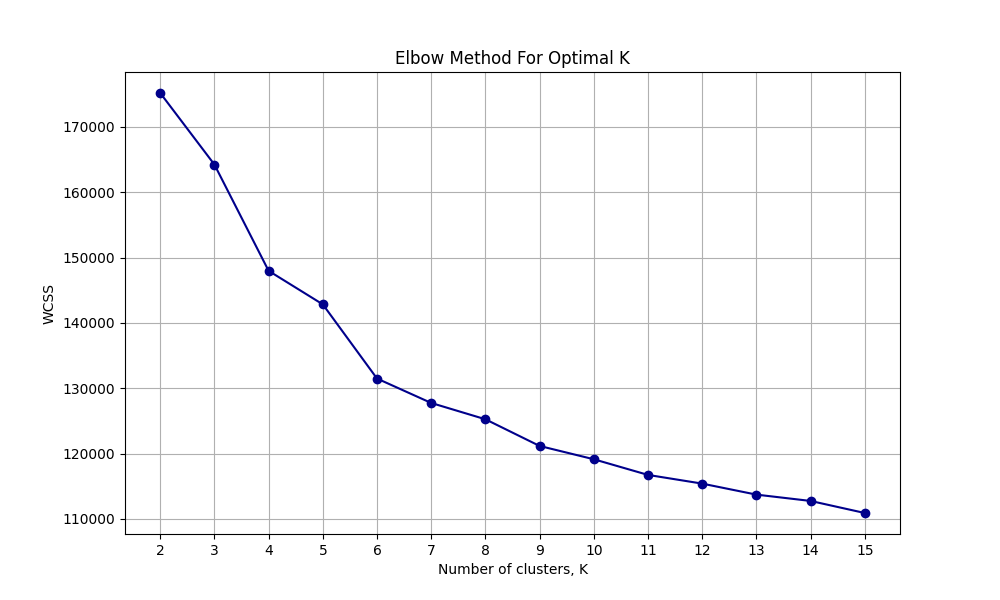 Elbow Method For Optimal K
170000
160000
150000
140000
130000
120000
110000
WCSS
2 3 4 5 6 7 8 9 10 11 12 13 14 15
Number of clusters, K